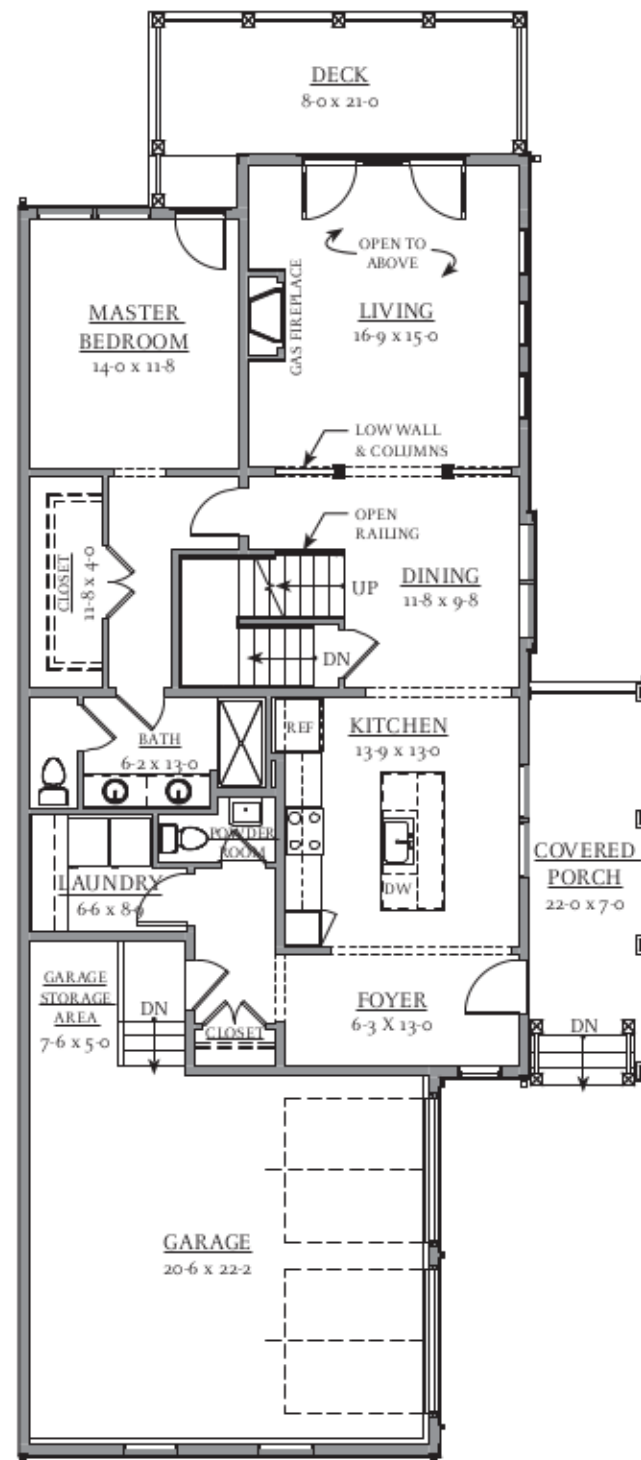 DECK
8-0 x 21-0
OPEN TO
ABOVE
GAS FIREPLACE
LIVING
16-9 x 15-0
MASTER
BEDROOM
14-0 x 11-8
LOW WALL
& COLUMNS
OPEN
RAILING
CLOSET
11-8 x 4-0
UP
DINING
11-8 x 9-8
DN
REF
KITCHEN
13-9 x 13-0
BATH
6-2 x 13-0
POWDER
ROOM
DW
COVERED
PORCH
22-0 x 7-0
LAUNDRY
6-6 x 8-9
GARAGE
STORAGE
AREA
7-6 x 5-0
DN
CLOSET
FOYER
6-3 X 13-0
DN
GARAGE
20-6 x 22-2